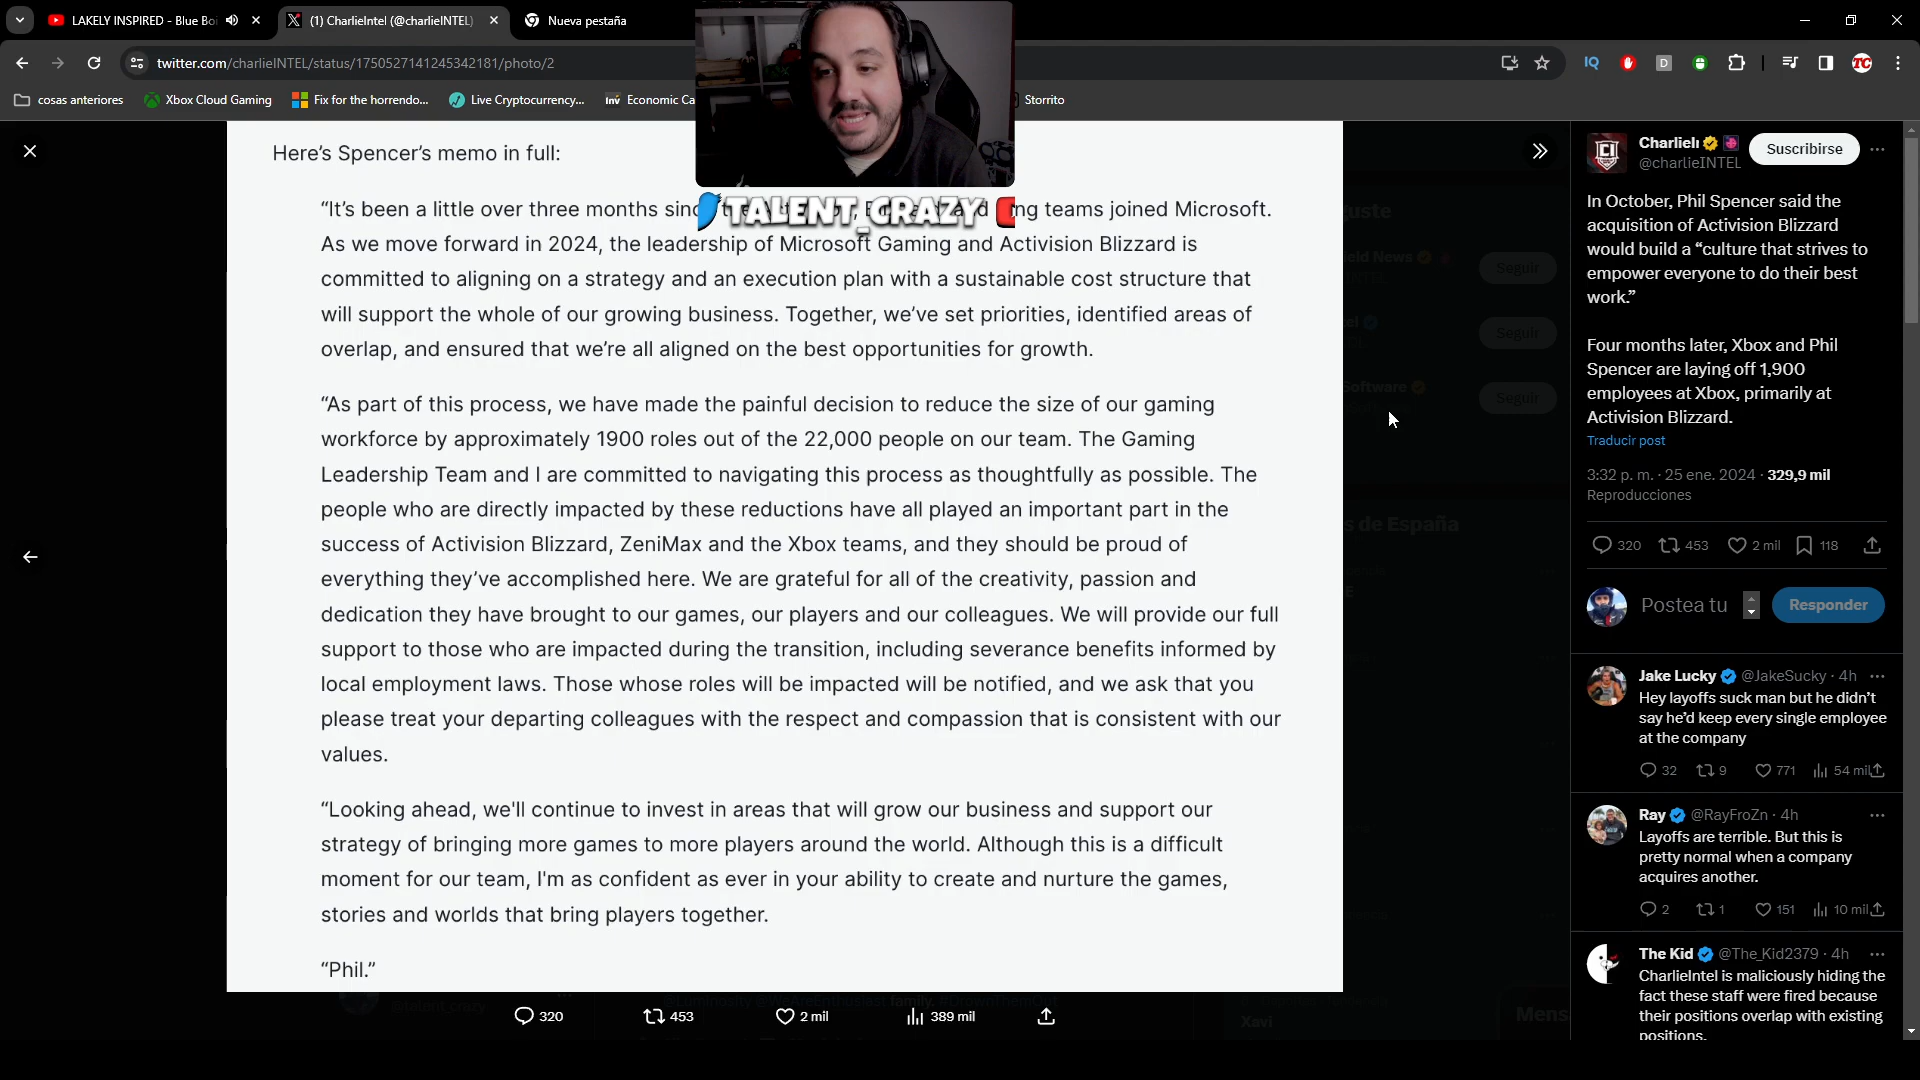 LAKELY INSPIRED - Blue Boi
(1) CharlieIntel (@charlieINTEL)
Nueva pestaña
twitter.com/charlieINTEL/status/1750527141245342181/photo/2
cosas anteriores
Xbox Cloud Gaming
Fix for the horrendo...
Live Cryptocurrency...
Economic Ca
Storrito
TALENT_CRAZY
Here’s Spencer’s memo in full:
“It’s been a little over three months ng teams joined Microsoft.
As we move forward in 2024, the leadership of Microsoft Gaming and Activision Blizzard is
committed to aligning on a strategy and an execution plan with a sustainable cost structure that
will support the whole of our growing business. Together, we’ve set priorities, identified areas of
overlap, and ensured that we’re all aligned on the best opportunities for growth.
“As part of this process, we have made the painful decision to reduce the size of our gaming
workforce by approximately 1900 roles out of the 22,000 people on our team. The Gaming
Leadership Team and I are committed to navigating this process as thoughtfully as possible. The
people who are directly impacted by these reductions have all played an important part in the
success of Activision Blizzard, ZeniMax and the Xbox teams, and they should be proud of
everything they’ve accomplished here. We are grateful for all of the creativity, passion and
dedication they have brought to our games, our players and our colleagues. We will provide our full
support to those who are impacted during the transition, including severance benefits informed by
local employment laws. Those whose roles will be impacted will be notified, and we ask that you
please treat your departing colleagues with the respect and compassion that is consistent with our
values.
“Looking ahead, we'll continue to invest in areas that will grow our business and support our
strategy of bringing more games to more players around the world. Although this is a difficult
moment for our team, I'm as confident as ever in your ability to create and nurture the games,
stories and worlds that bring players together.
“Phil.”
320 453 2 mil 389 mil
Seguir
Seguir
Software
Seguir
s de España
Xavi
Mens
CharlieI
@charlieINTEL
Suscribirse
In October, Phil Spencer said the
acquisition of Activision Blizzard
would build a “culture that strives to
empower everyone to do their best
work.”
Four months later, Xbox and Phil
Spencer are laying off 1,900
employees at Xbox, primarily at
Activision Blizzard.
Traducir post
3:32 p. m. · 25 ene. 2024 · 329,9 mil
Reproducciones
320 453 2 mil 118
Postea tu
Responder
Jake Lucky @JakeSucky · 4h
Hey layoffs suck man but he didn’t
say he’d keep every single employee
at the company
32 9 771 54 mil
Ray @RayFroZn · 4h
Layoffs are terrible. But this is
pretty normal when a company
acquires another.
2 1 151 10 mil
The Kid @The_Kid2379 · 4h
CharlieIntel is maliciously hiding the
fact these staff were fired because
their positions overlap with existing
positions.